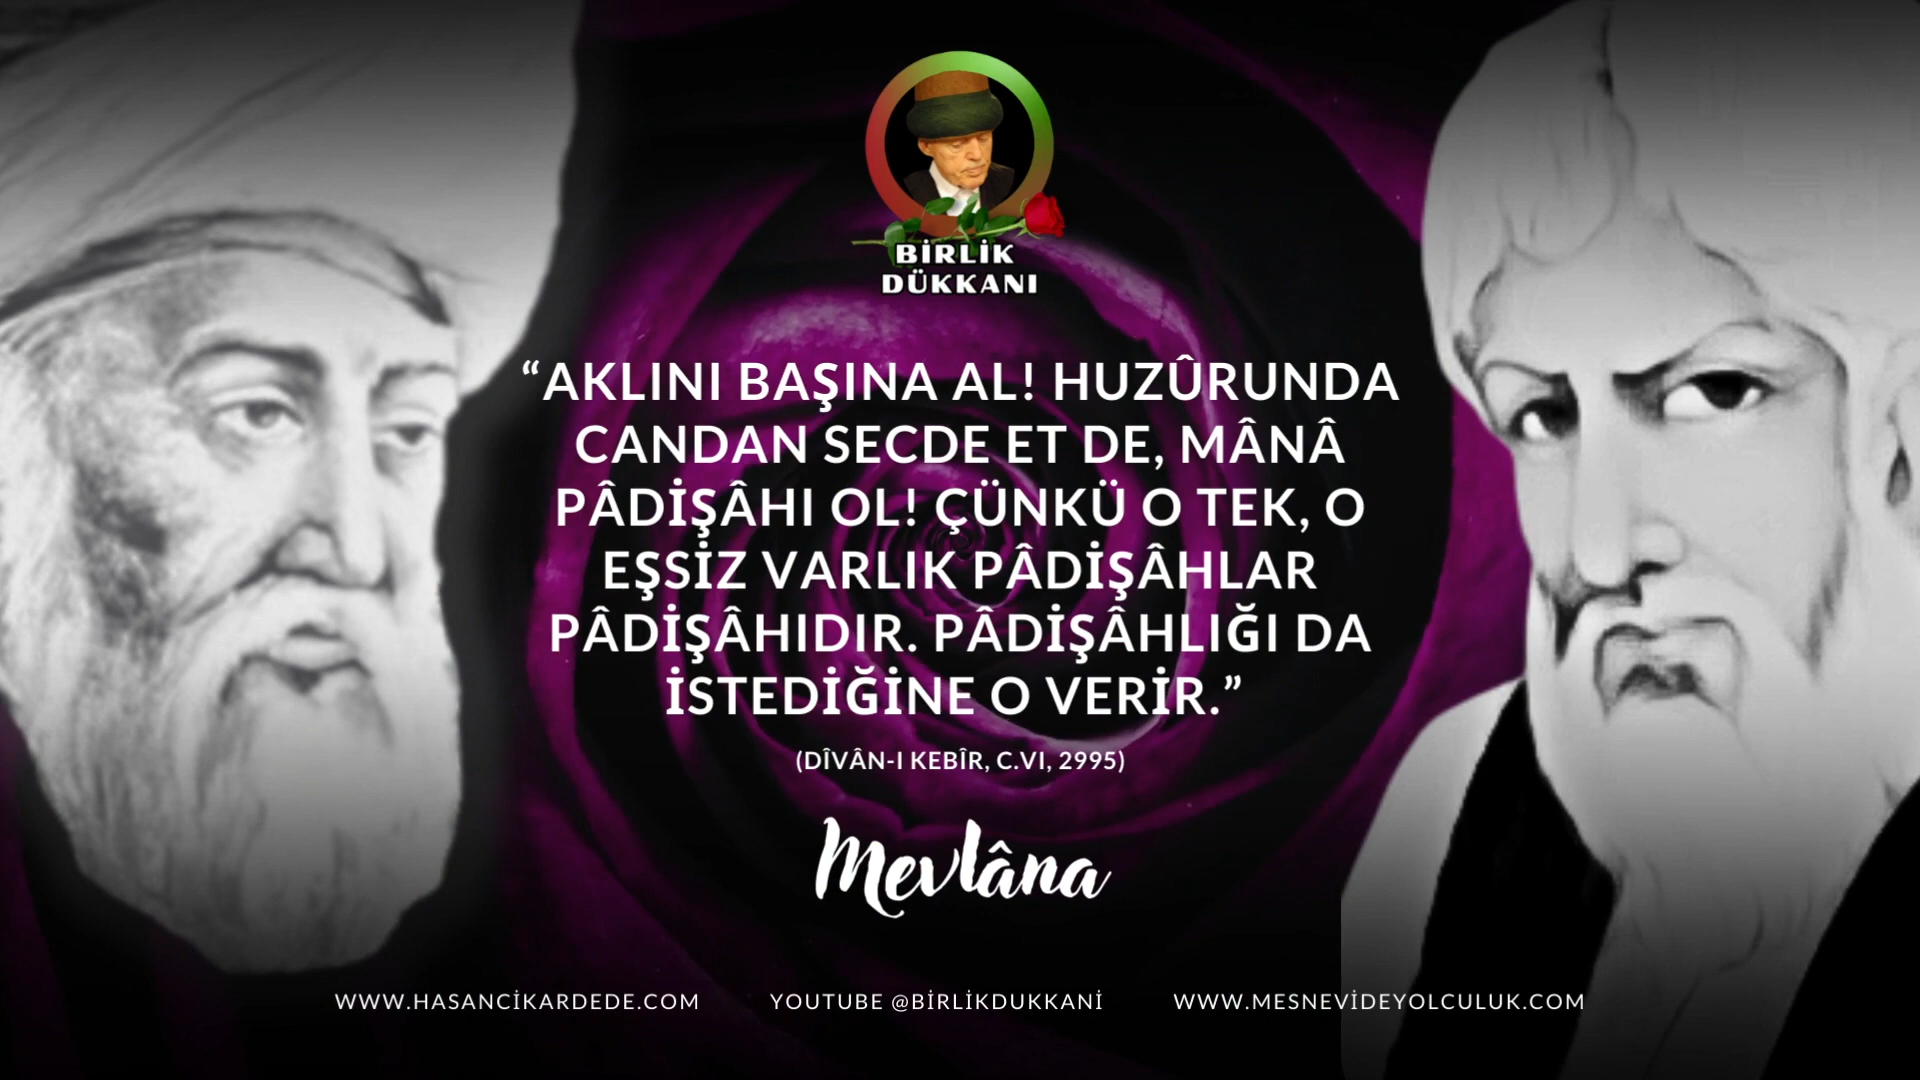 BİRLİK
DÜKKANI
“AKLINI BAŞINA AL! HUZÛRUNDA
CANDAN SECDE ET DE, MÂNÂ
PÂDİŞÂHI OL! ÇÜNKÜ O TEK, O
EŞSİZ VARLIK PÂDİŞÂHLAR
PÂDİŞÂHIDIR. PÂDİŞÂHLIĞI DA
İSTEDİĞİNE O VERİR.”
(DÎVÂN-I KEBÎR, C.VI, 2995)
Mevlâna
WWW.HASANCİKARDEDE.COM YOUTUBE @BİRLİKDUKKANİ WWW.MESNEVİDEYOLCULUK.COM